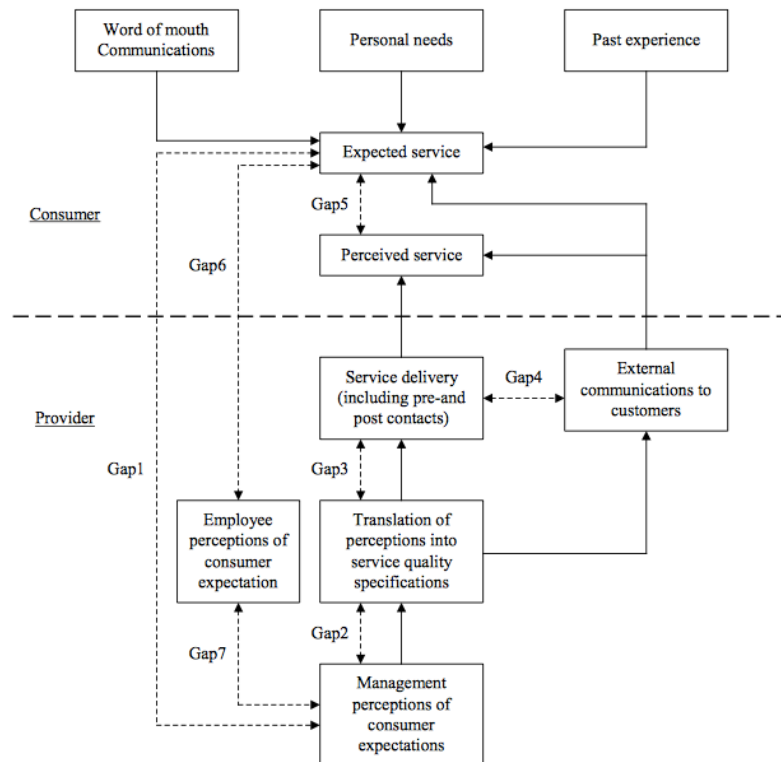 Word of mouth
Communications
Personal needs
Past experience
Expected service
Consumer
Gap5
Gap6
Perceived service
Service delivery
(including pre-and
post contacts)
Gap4
External
communications to
customers
Provider
Gap1
Gap3
Employee
perceptions of
consumer
expectation
Translation of
perceptions into
service quality
specifications
Gap2
Gap7
Management
perceptions of
consumer
expectations